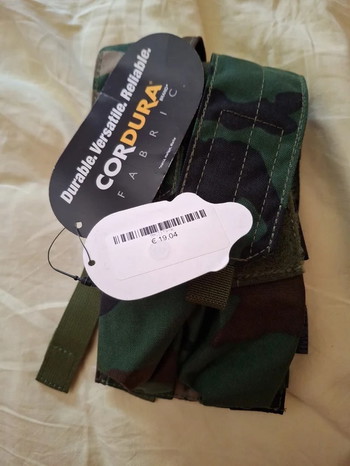 Durable. Versatile. Reliable.
CORDURA
FABRIC
€ 19,04